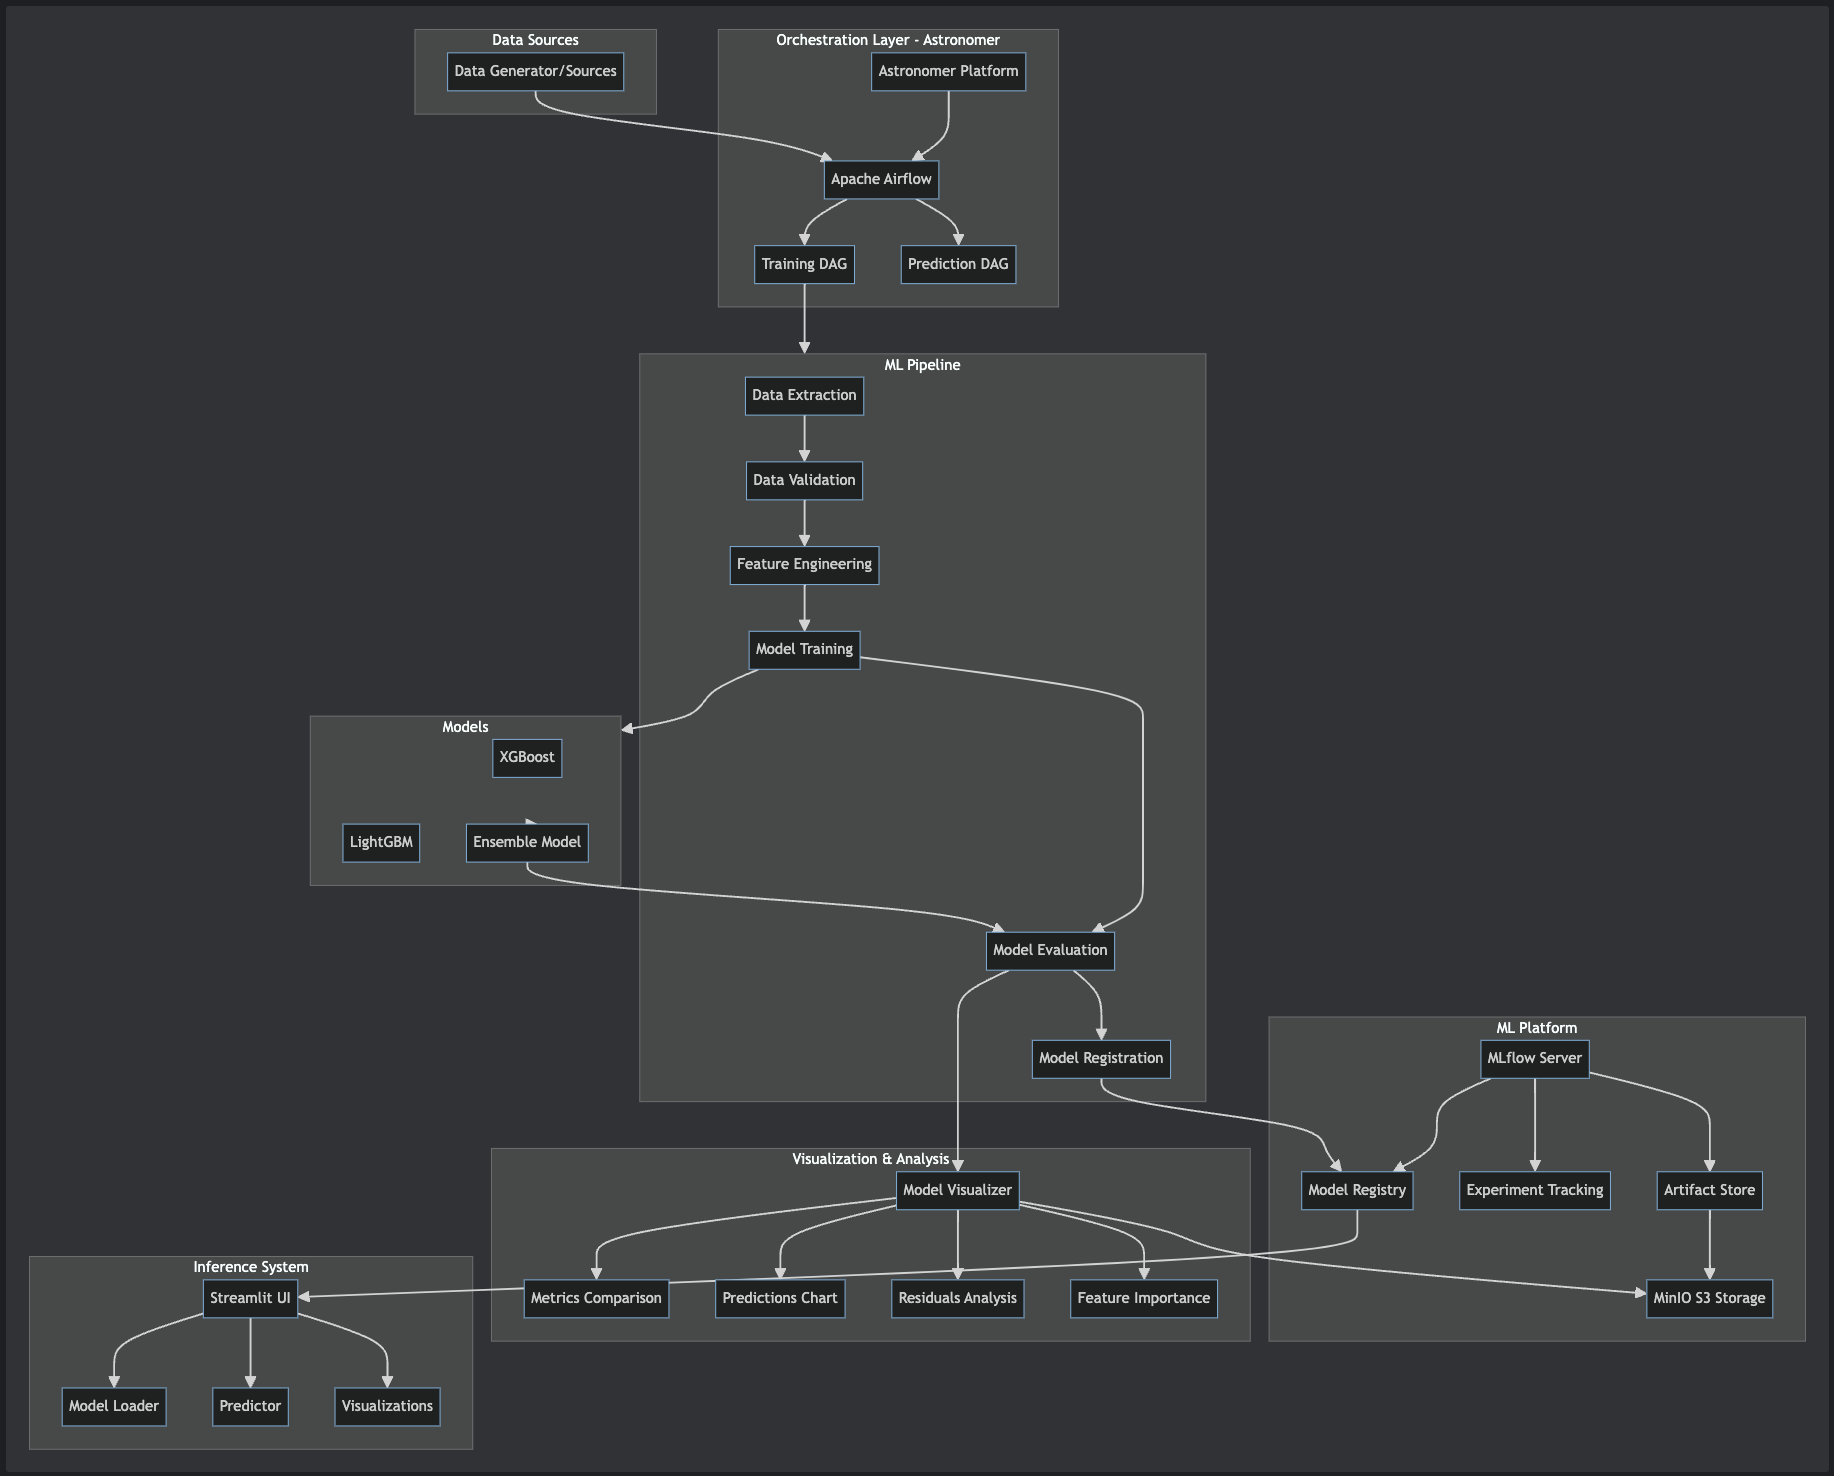 Data Sources
Data Generator/Sources
Orchestration Layer - Astronomer
Astronomer Platform
Apache Airflow
Training DAG
Prediction DAG
ML Pipeline
Data Extraction
Data Validation
Feature Engineering
Model Training
Models
XGBoost
LightGBM
Ensemble Model
Model Evaluation
Model Registration
ML Platform
MLflow Server
Model Registry
Experiment Tracking
Artifact Store
MinIO S3 Storage
Visualization & Analysis
Model Visualizer
Metrics Comparison
Predictions Chart
Residuals Analysis
Feature Importance
Inference System
Streamlit UI
Model Loader
Predictor
Visualizations